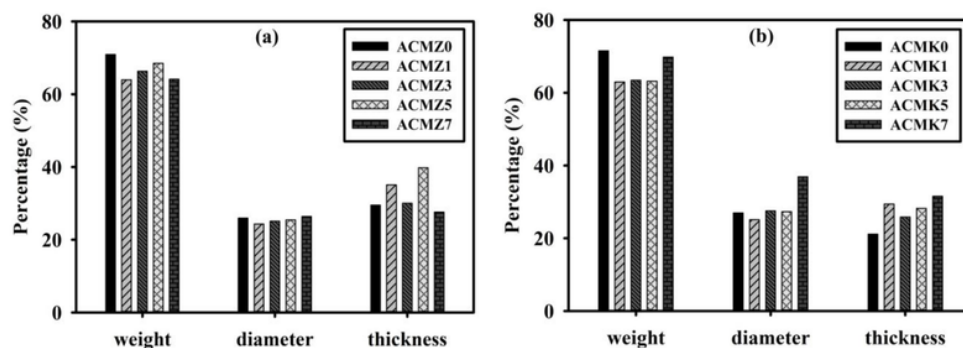 (a)
Percentage (%)
80
60
40
20
0
ACMZ0
ACMZ1
ACMZ3
ACMZ5
ACMZ7
weight diameter thickness
(b)
Percentage (%)
80
60
40
20
0
ACMK0
ACMK1
ACMK3
ACMK5
ACMK7
weight diameter thickness